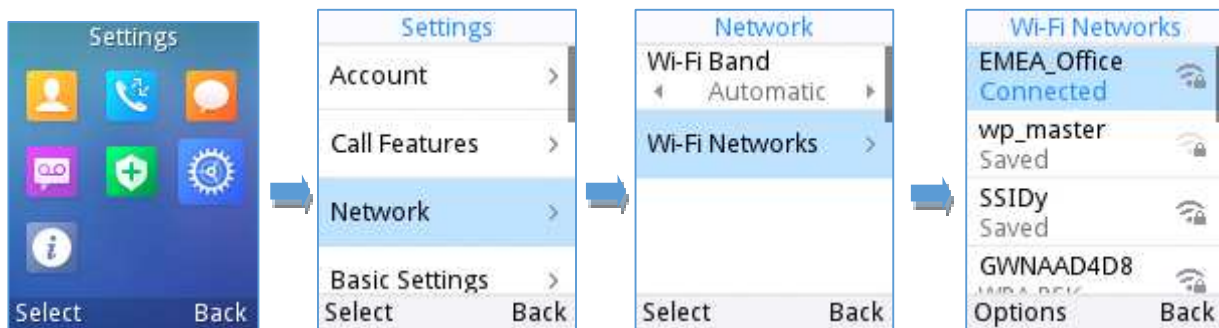 Settings
Select Back
Settings
Account
Call Features
Network
Basic Settings
Select Back
Network
Wi-Fi Band
Automatic
Wi-Fi Networks
Select Back
Wi-Fi Networks
EMEA_Office
Connected
wp_master
Saved
SSIDy
Saved
GWNAAD4D8
Options Back